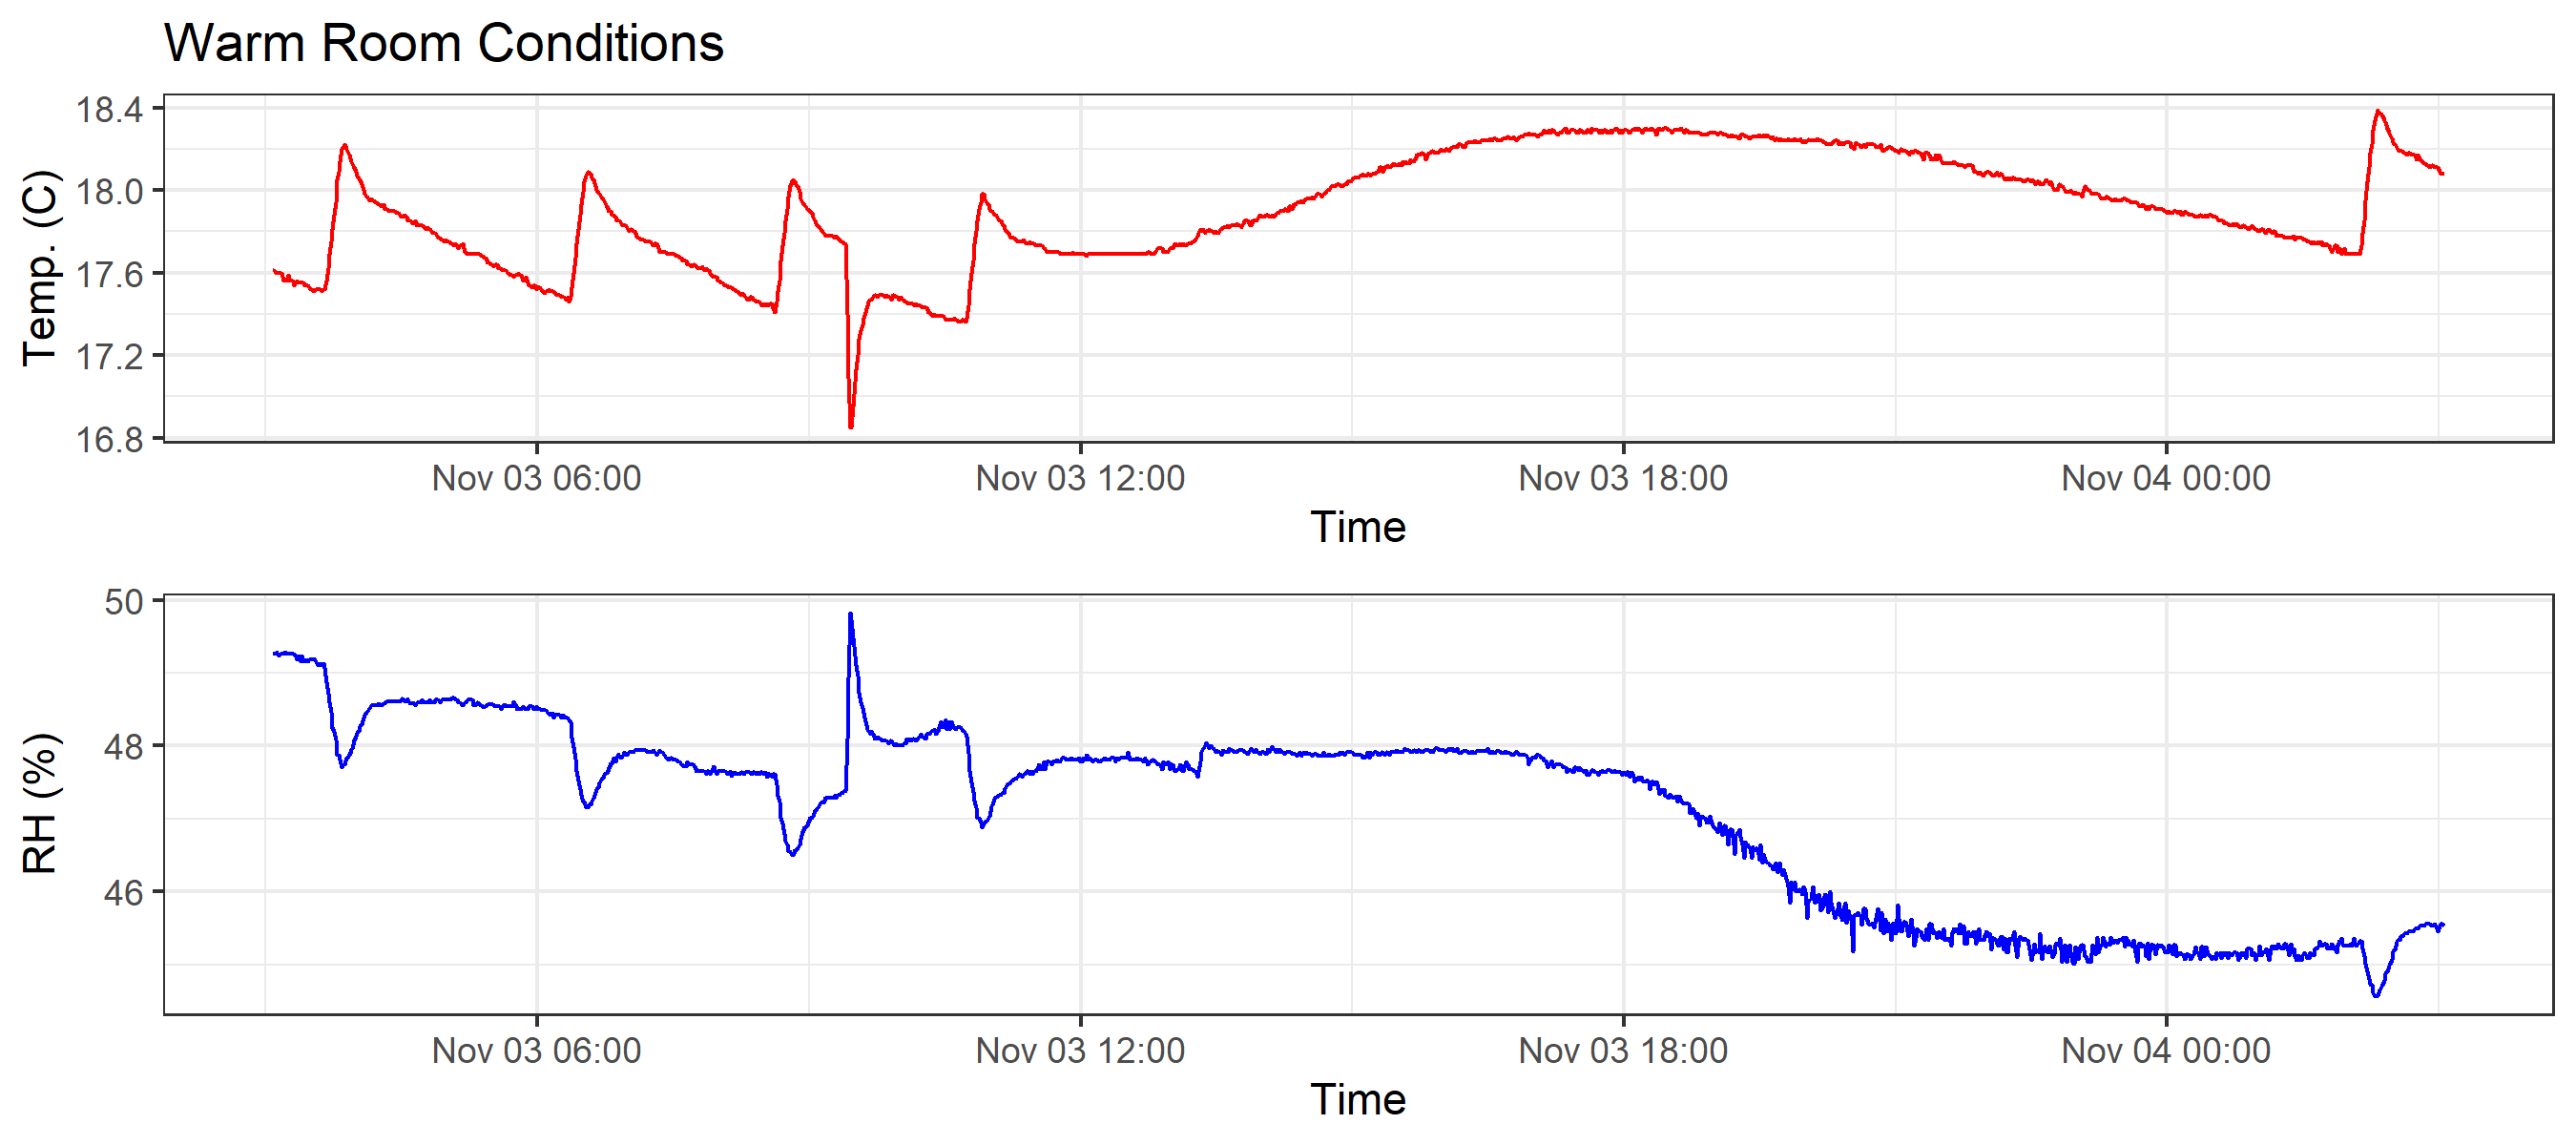 Warm Room Conditions
Temp. (C)
18.4
18.0
17.6
17.2
16.8
Nov 03 06:00 Nov 03 12:00 Nov 03 18:00 Nov 04 00:00
Time
RH (%)
50
48
46
Nov 03 06:00 Nov 03 12:00 Nov 03 18:00 Nov 04 00:00
Time